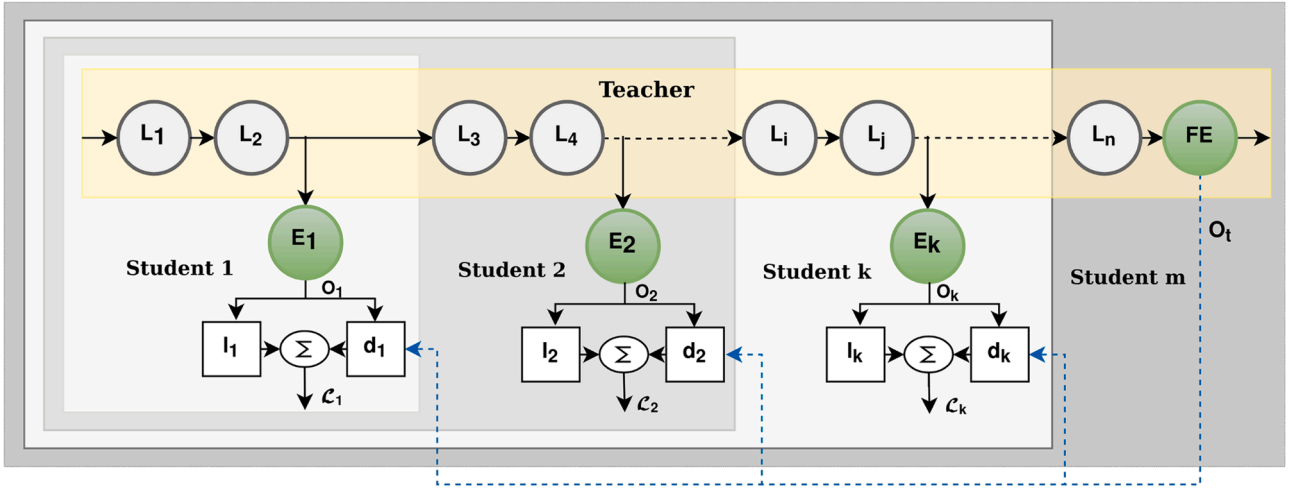 Teacher
L1 L2 L3 L4 Li Lj Ln FE
E1 E2 Ek Ot
Student 1 Student 2 Student k Student m
O1 O2 Ok
l1 Σ d1 l2 Σ d2 lk Σ dk
ℒ1 ℒ2 ℒk